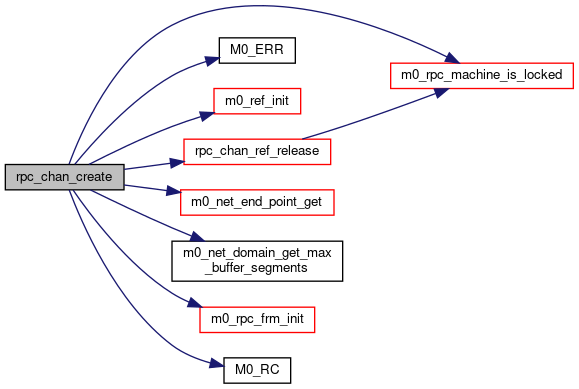 M0_ERR
m0_rpc_machine_is_locked
m0_ref_init
rpc_chan_ref_release
rpc_chan_create
m0_net_end_point_get
m0_net_domain_get_max
_buffer_segments
m0_rpc_frm_init
M0_RC